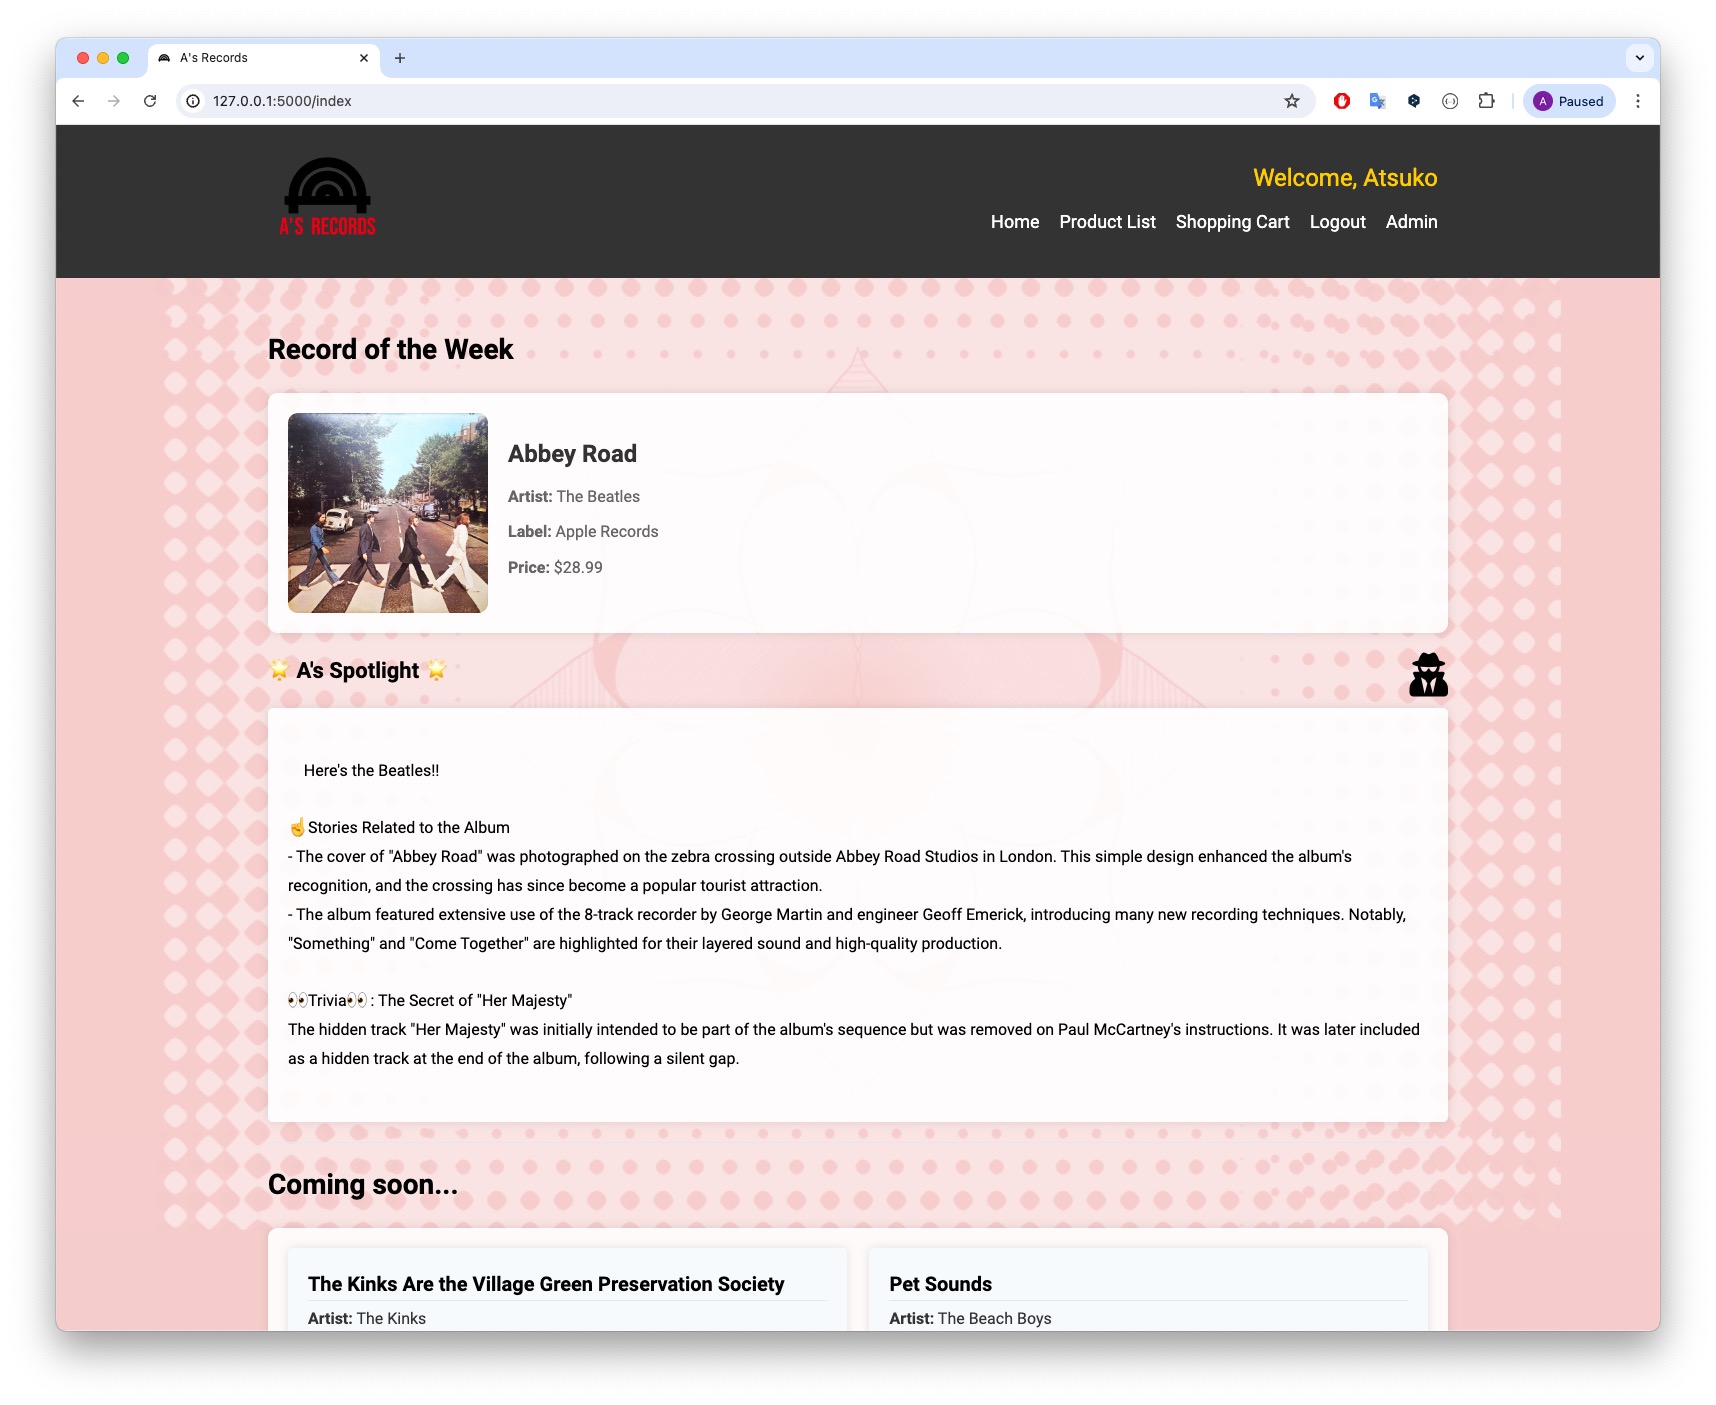 A's Records
127.0.0.1:5000/index
A
Paused
A'S RECORDS
Welcome, Atsuko
Home Product List Shopping Cart Logout Admin
Record of the Week
Abbey Road
Artist: The Beatles
Label: Apple Records
Price: $28.99
🌟 A's Spotlight 🌟
Here's the Beatles!!
☝️Stories Related to the Album
- The cover of "Abbey Road" was photographed on the zebra crossing outside Abbey Road Studios in London. This simple design enhanced the album's
recognition, and the crossing has since become a popular tourist attraction.
- The album featured extensive use of the 8-track recorder by George Martin and engineer Geoff Emerick, introducing many new recording techniques. Notably,
"Something" and "Come Together" are highlighted for their layered sound and high-quality production.
👀Trivia👀 : The Secret of "Her Majesty"
The hidden track "Her Majesty" was initially intended to be part of the album's sequence but was removed on Paul McCartney's instructions. It was later included
as a hidden track at the end of the album, following a silent gap.
Coming soon...
The Kinks Are the Village Green Preservation Society
Artist: The Kinks
Pet Sounds
Artist: The Beach Boys